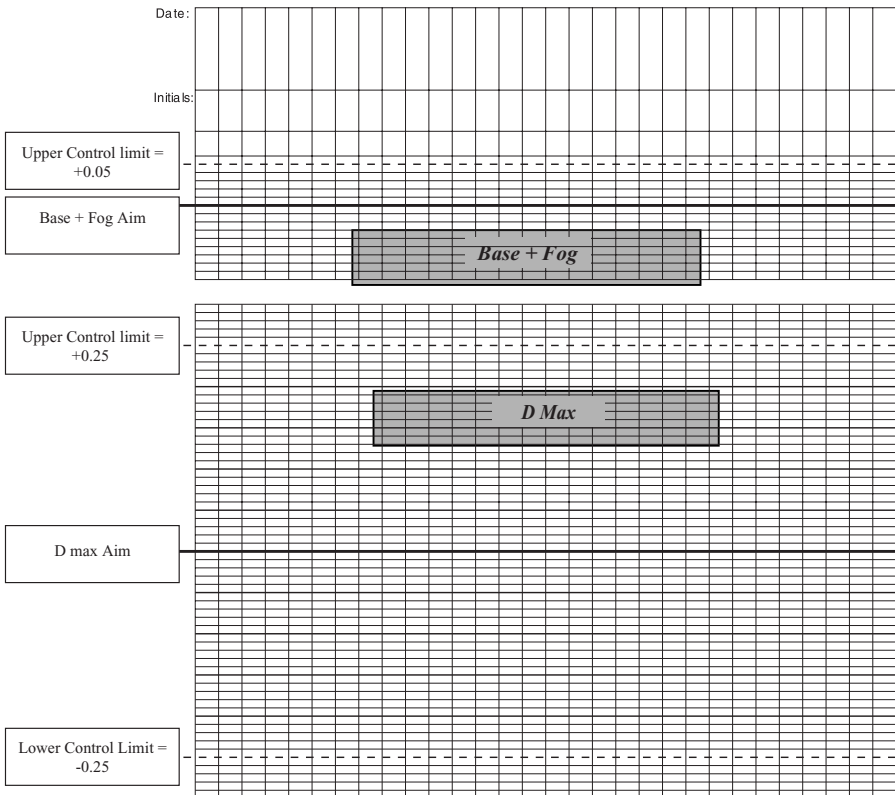 Date:
Initials:
Upper Control limit =
+0.05
Base + Fog Aim
Base + Fog
Upper Control limit =
+0.25
D Max
D max Aim
Lower Control Limit =
-0.25